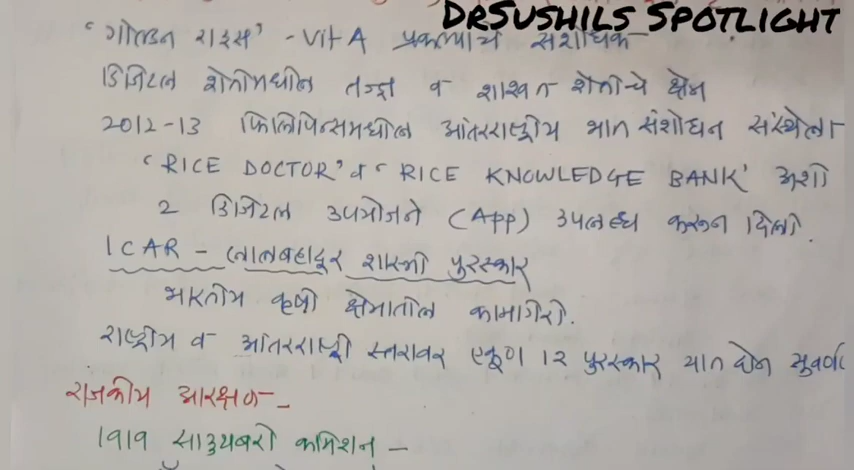 DRSUSHILS SPOTLIGHT
'गोल्डन राइस' - Vit A प्रकल्पाचे संशोधक
डिजिटल शेतीमधील तज्ज्ञ व शाश्वत शेतीचे क्षेत्र
2012-13 फिलिपिन्समधील आंतरराष्ट्रीय भात संशोधन संस्थेला
'RICE DOCTOR' व 'RICE KNOWLEDGE BANK' अशी
2 डिजिटल उपयोजने (App) उपलब्ध करून दिली.
ICAR - लालबहादूर शास्त्री पुरस्कार
भारतीय कृषी क्षेत्रातील कामगिरी.
राष्ट्रीय व आंतरराष्ट्रीय स्तरावर एकूण 12 पुरस्कार यात दोन सुवर्ण
राजकीय आरक्षण -
1919 साऊथबरो कमिशन -